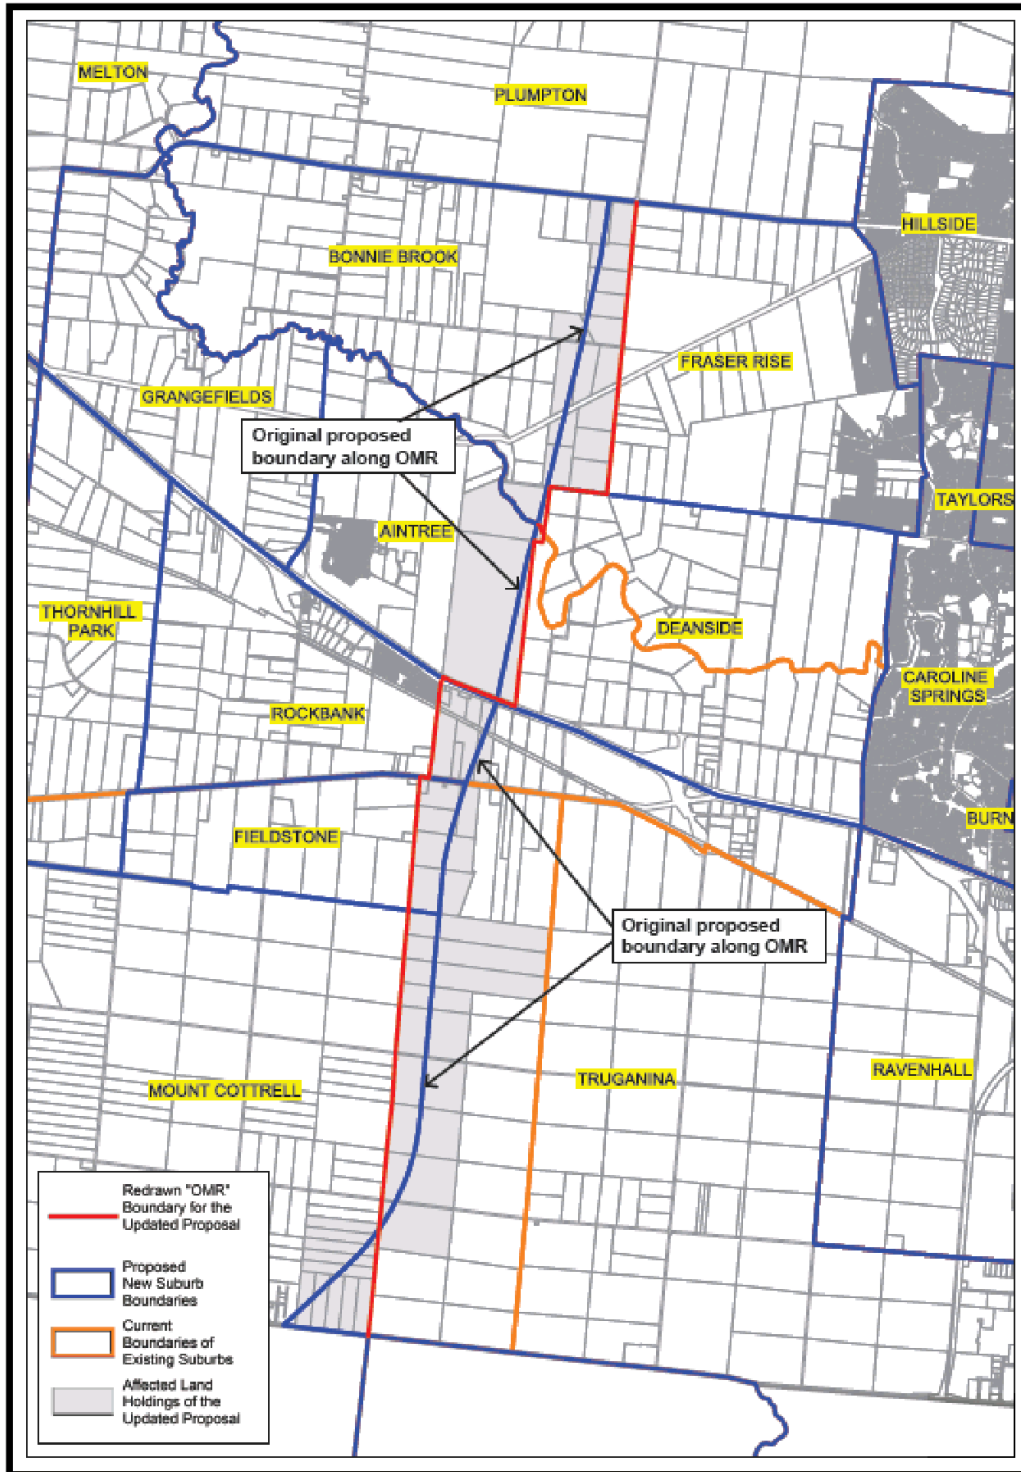 MELTON
PLUMPTON
HILLSIDE
BONNIE BROOK
FRASER RISE
GRANGEFIELDS
Original proposed
boundary along OMR
TAYLORS
AINTREE
THORNHILL
PARK
DEANSIDE
CAROLINE
SPRINGS
ROCKBANK
BURN
FIELDSTONE
Original proposed
boundary along OMR
RAVENHALL
TRUGANINA
MOUNT COTTRELL
Redrawn "OMR"
Boundary for the
Updated Proposal
Proposed
New Suburb
Boundaries
Current
Boundaries of
Existing Suburbs
Affected Land
Holdings of the
Updated Proposal